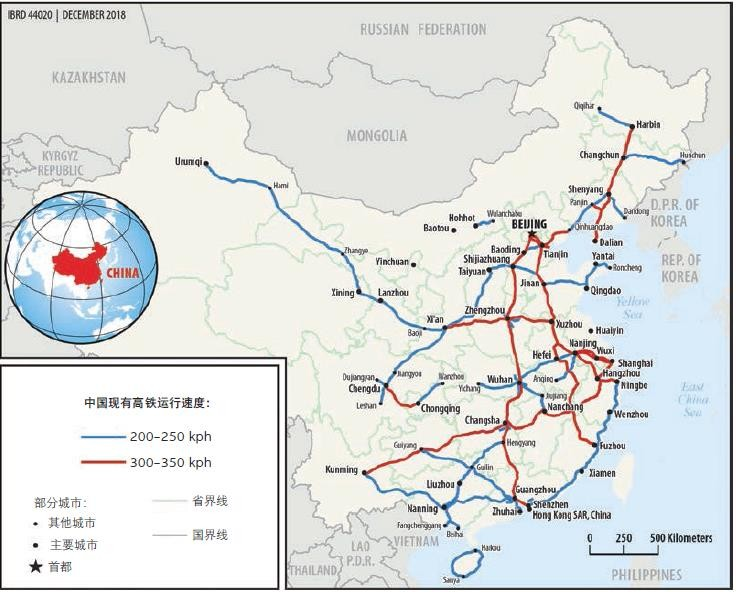 IBRD 44020 | DECEMBER 2018
RUSSIAN FEDERATION
KAZAKHSTAN
MONGOLIA
KYRGYZ
REPUBLIC
Qiqihar
Harbin
Changchun
Hunchun
Shenyang
Panjin
Dandong
D.P.R. OF
KOREA
Urumqi
Hami
Hohhot
Wulanchabu
Baotou
BEIJING
Qinhuangdao
Dalian
Baoding
Tianjin
Zhangye
Yinchuan
Shijiazhuang
Taiyuan
Yantai
Roncheng
REP. OF
KOREA
CHINA
Jinan
Qingdao
Xining
Lanzhou
Yellow
Sea
Zhengzhou
Xi'an
Baoji
Xuzhou
Huaiyin
Nanjing
Wuxi
Hefei
Shanghai
Jiangyou
Dujiangyan
Chengdu
Wanzhou
Ychang
Wuhan
Anqing
Hangzhou
Ningbo
Leshan
Chongqing
Jiujiang
Nanchang
East
China
Sea
Wenzhou
Changsha
Hengyang
Guiyang
Fuzhou
Kunming
Guilin
Xiamen
Liuzhou
Guangzhou
Nanning
Zhuhai
Shenzhen
Hong Kong SAR, China
Fangchenggang
Beihai
VIETNAM
LAO
P.D.R.
THAILAND
Haikou
Sanya
0 250 500 Kilometers
PHILIPPINES
中国现有高铁运行速度：
200–250 kph
300–350 kph
部分城市：
其他城市
主要城市
首都
省界线
国界线